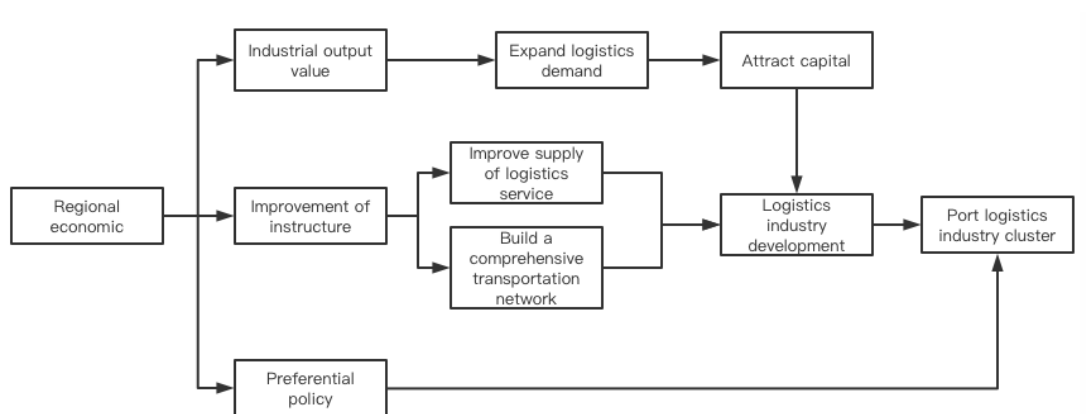 Industrial output
value
Expand logistics
demand
Attract capital
Improve supply
of logistics
service
Regional
economic
Improvement of
instructure
Logistics
industry
development
Port logistics
industry cluster
Build a
comprehensive
transportation
network
Preferential
policy